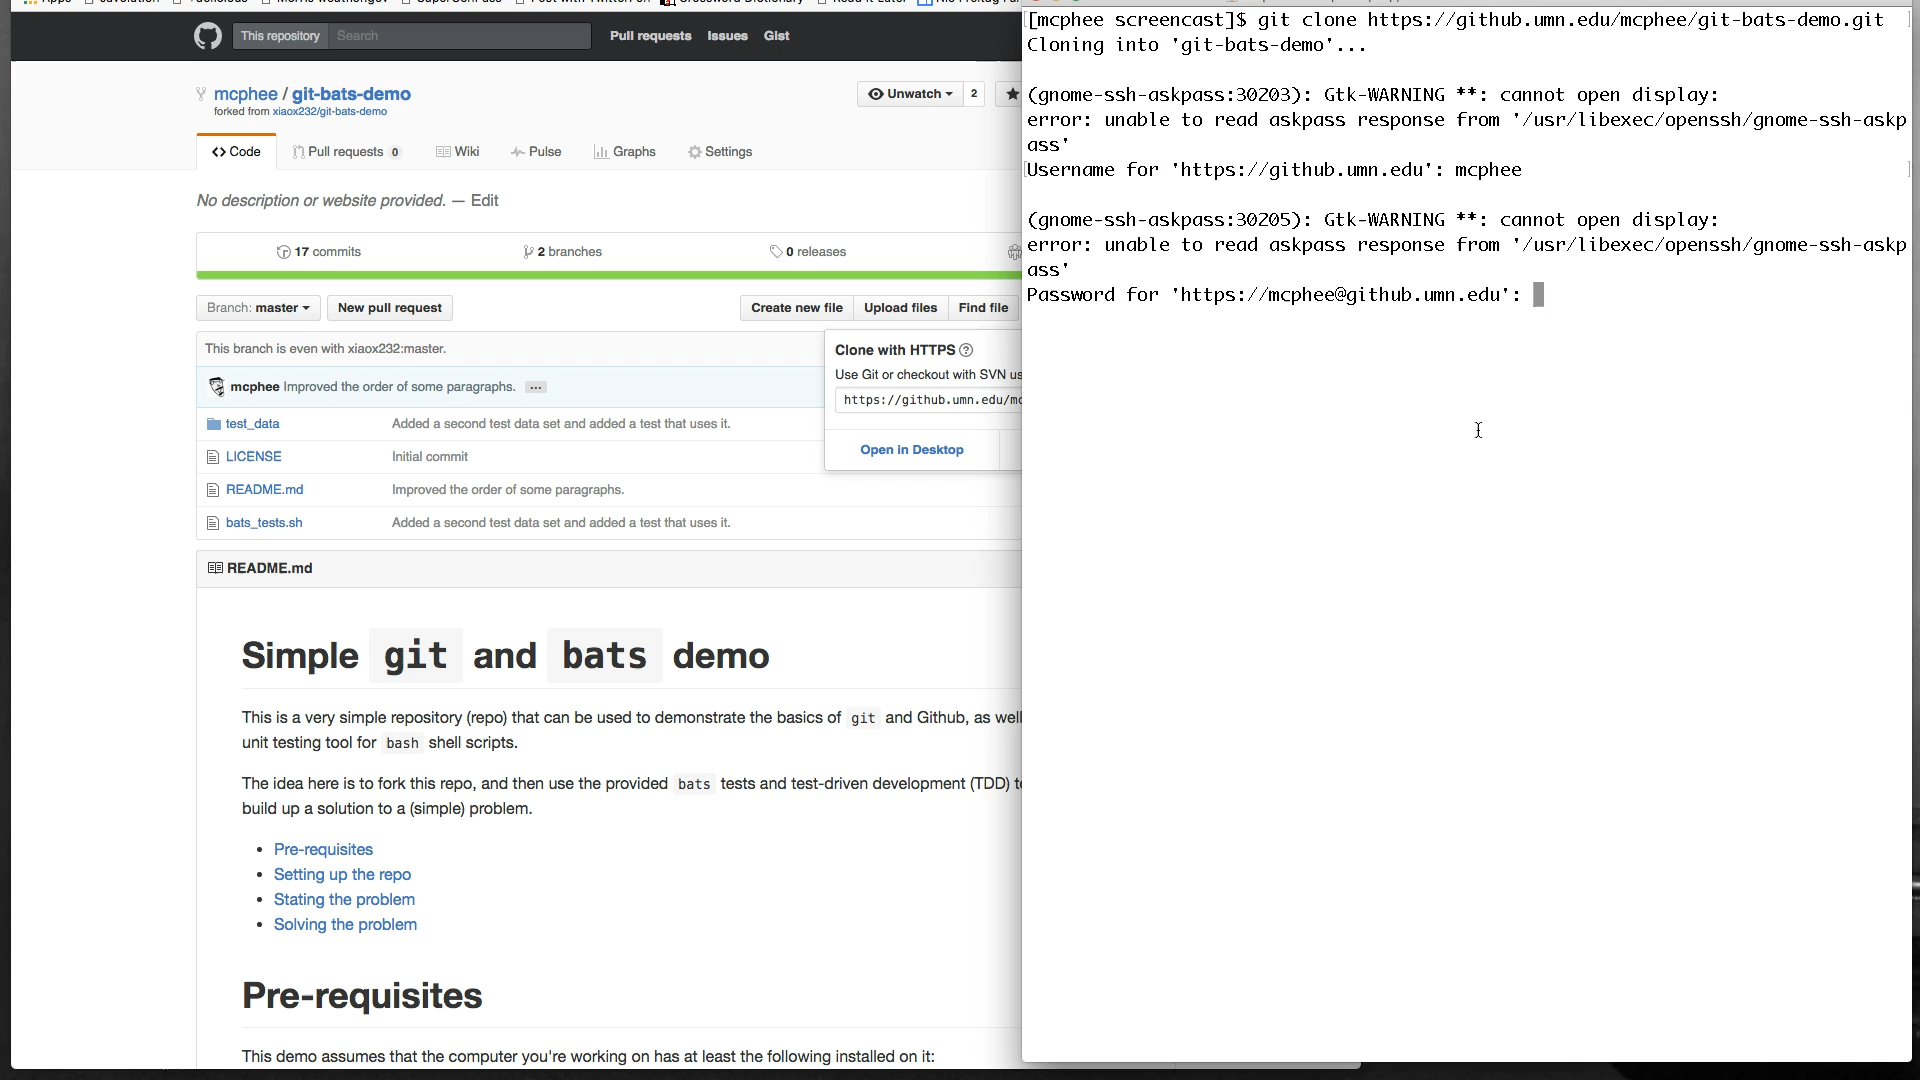 Apps
This repository Search Pull requests Issues Gist
mcphee / git-bats-demo
forked from xiaox232/git-bats-demo
Unwatch 2
Code Pull requests 0 Wiki Pulse Graphs Settings
No description or website provided. — Edit
17 commits 2 branches 0 releases
Branch: master New pull request Create new file Upload files Find file
This branch is even with xiaox232:master.
mcphee Improved the order of some paragraphs. ...
test_data Added a second test data set and added a test that uses it.
LICENSE Initial commit
README.md Improved the order of some paragraphs.
bats_tests.sh Added a second test data set and added a test that uses it.
Clone with HTTPS ?
Use Git or checkout with SVN us
https://github.umn.edu/mc
Open in Desktop
README.md
Simple git and bats demo
This is a very simple repository (repo) that can be used to demonstrate the basics of git and Github, as well
unit testing tool for bash shell scripts.
The idea here is to fork this repo, and then use the provided bats tests and test-driven development (TDD) to
build up a solution to a (simple) problem.
• Pre-requisites
• Setting up the repo
• Stating the problem
• Solving the problem
Pre-requisites
This demo assumes that the computer you're working on has at least the following installed on it:
[mcphee screencast]$ git clone https://github.umn.edu/mcphee/git-bats-demo.git
Cloning into 'git-bats-demo'...
(gnome-ssh-askpass:30203): Gtk-WARNING **: cannot open display:
error: unable to read askpass response from '/usr/libexec/openssh/gnome-ssh-askp
ass'
Username for 'https://github.umn.edu': mcphee
(gnome-ssh-askpass:30205): Gtk-WARNING **: cannot open display:
error: unable to read askpass response from '/usr/libexec/openssh/gnome-ssh-askp
ass'
Password for 'https://mcphee@github.umn.edu':